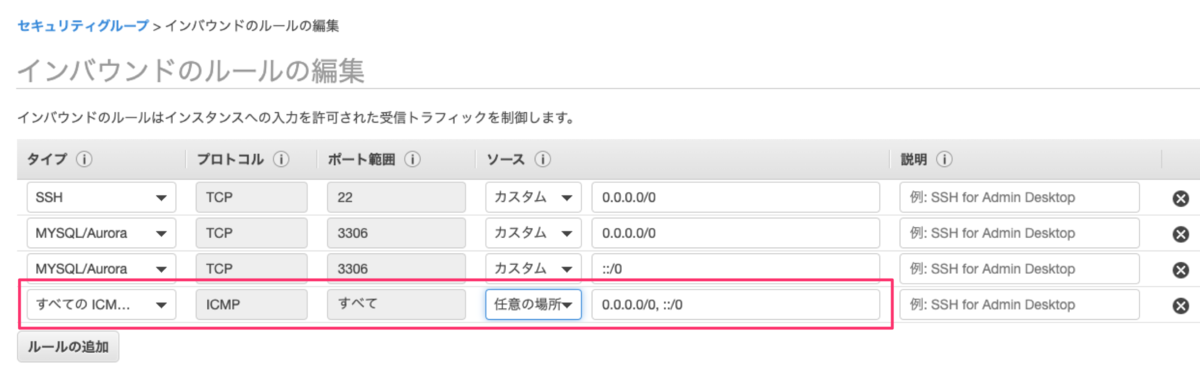 セキュリティグループ > インバウンドのルールの編集
インバウンドのルールの編集
インバウンドのルールはインスタンスへの入力を許可された受信トラフィックを制御します。
タイプ プロトコル ポート範囲 ソース 説明
SSH TCP 22 カスタム 0.0.0.0/0 例: SSH for Admin Desktop
MYSQL/Aurora TCP 3306 カスタム 0.0.0.0/0 例: SSH for Admin Desktop
MYSQL/Aurora TCP 3306 カスタム ::/0 例: SSH for Admin Desktop
すべての ICM... ICMP すべて 任意の場所 0.0.0.0/0, ::/0 例: SSH for Admin Desktop
ルールの追加